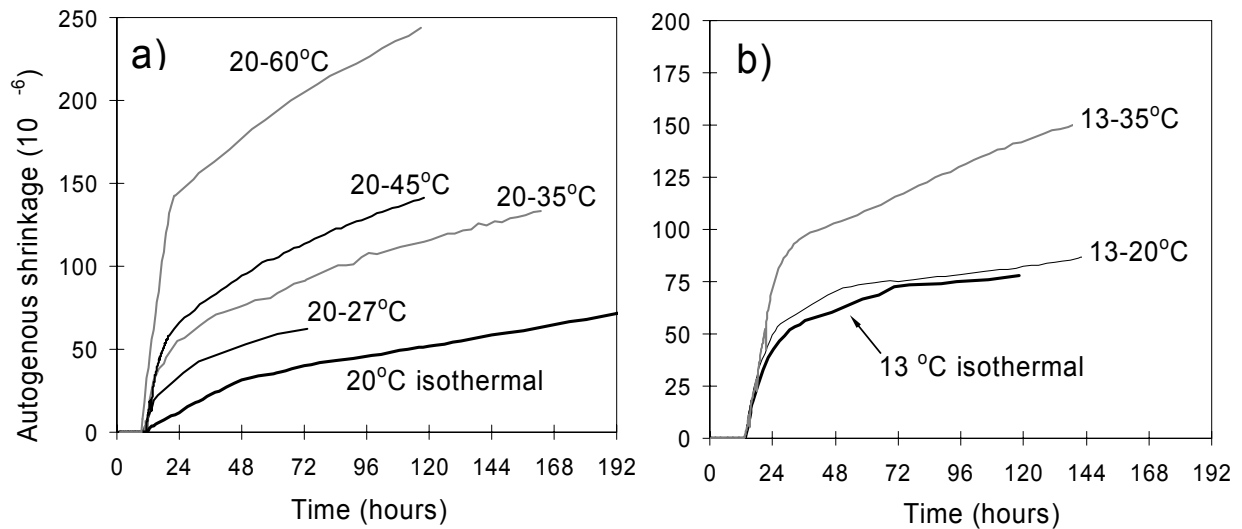 a)
Autogenous shrinkage (10 -6)
250
200
150
100
50
0
20-60°C
20-45°C
20-35°C
20-27°C
20°C isothermal
0 24 48 72 96 120 144 168 192
Time (hours)
b)
200
175
150
125
100
75
50
25
0
13-35°C
13-20°C
13 °C isothermal
0 24 48 72 96 120 144 168 192
Time (hours)